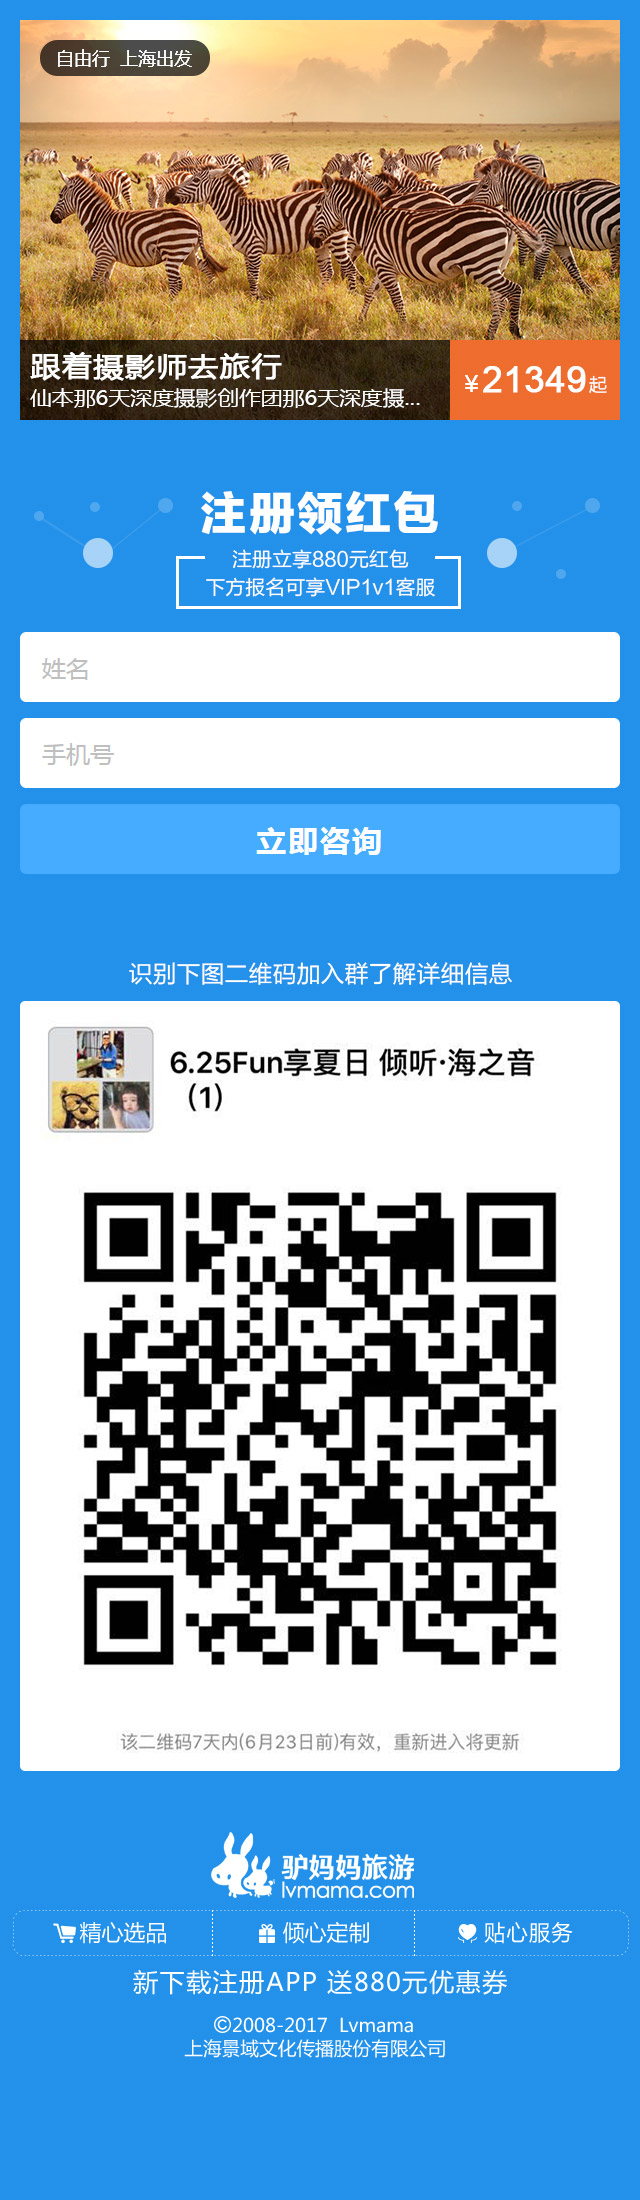 自由行 上海出发
跟着摄影师去旅行
仙本那6天深度摄影创作团那6天深度摄...
¥21349起
注册领红包
注册立享880元红包
下方报名可享VIP1v1客服
姓名
手机号
立即咨询
识别下图二维码加入群了解详细信息
6.25Fun享夏日 倾听·海之音
(1)
该二维码7天内(6月23日前)有效，重新进入将更新
驴妈妈旅游
lvmama.com
精心选品 倾心定制 贴心服务
新下载注册APP 送880元优惠券
©2008-2017 Lvmama
上海景域文化传播股份有限公司